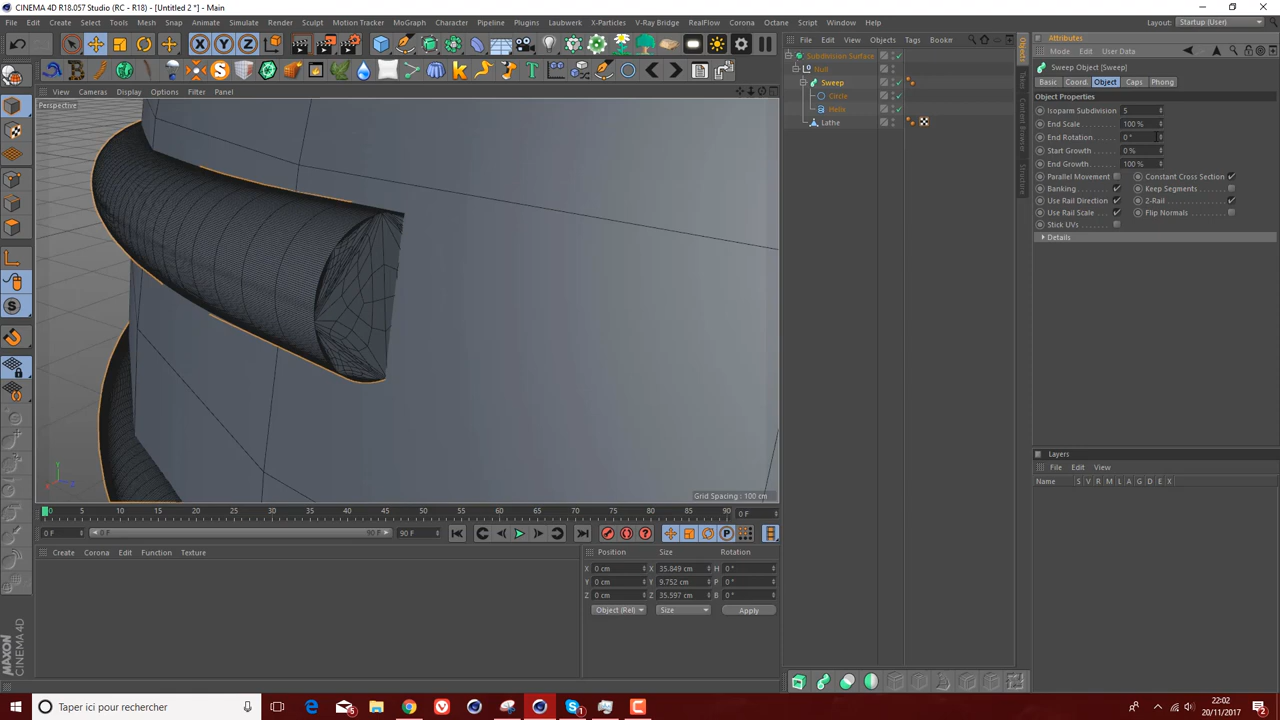 CINEMA 4D R18.057 Studio (RC - R18) - [Untitled 2 *]
File Edit Create Select Tools Mesh Snap Animate Simulate Render Sculpt Motion Tracker MoGraph Character Pipeline Plugins Laubwerk X-Particles V-Ray Bridge RealFlow Corona Octane Script Window Help Layout: Startup (User)
File Edit View Objects Tags Bookm
Attributes
Mode Edit User Data
View Cameras Display Options Filter Panel
Perspective
Subdivision Surface
Null
Sweep
Circle
Helix
Lathe
Objects
Takes
Content Browser
Structure
Sweep Object [Sweep]
Basic Coord. Object Caps Phong
Object Properties
Isoparm Subdivision 5
End Scale 100 %
End Rotation 0 °
Start Growth 0 %
End Growth 100 %
Parallel Movement Constant Cross Section
Banking Keep Segments
Use Rail Direction 2-Rail
Use Rail Scale Flip Normals
Stick UVs
Details
Layers
File Edit View
Name S V R M L A G D E X
Grid Spacing : 100 cm
0 5 10 15 20 25 30 35 40 45 50 55 60 65 70 75 80 85 90 0 F
0 F 0 F 90 F 90 F
Create Corona Edit Function Texture
Position Size Rotation
X 0 cm X 35.849 cm H 0 °
Y 0 cm Y 9.752 cm P 0 °
Z 0 cm Z 35.597 cm B 0 °
Object (Rel) Size Apply
MAXON CINEMA 4D
Taper ici pour rechercher
22:02
20/11/2017